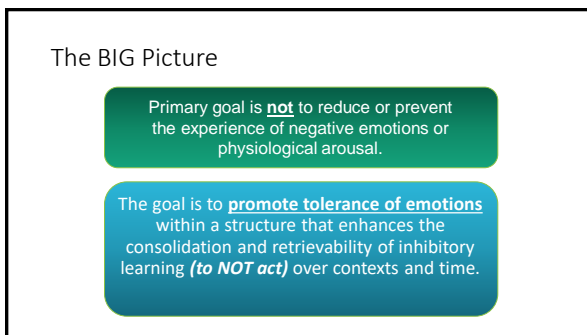 The BIG Picture
Primary goal is not to reduce or prevent
the experience of negative emotions or
physiological arousal.
The goal is to promote tolerance of emotions
within a structure that enhances the
consolidation and retrievability of inhibitory
learning (to NOT act) over contexts and time.